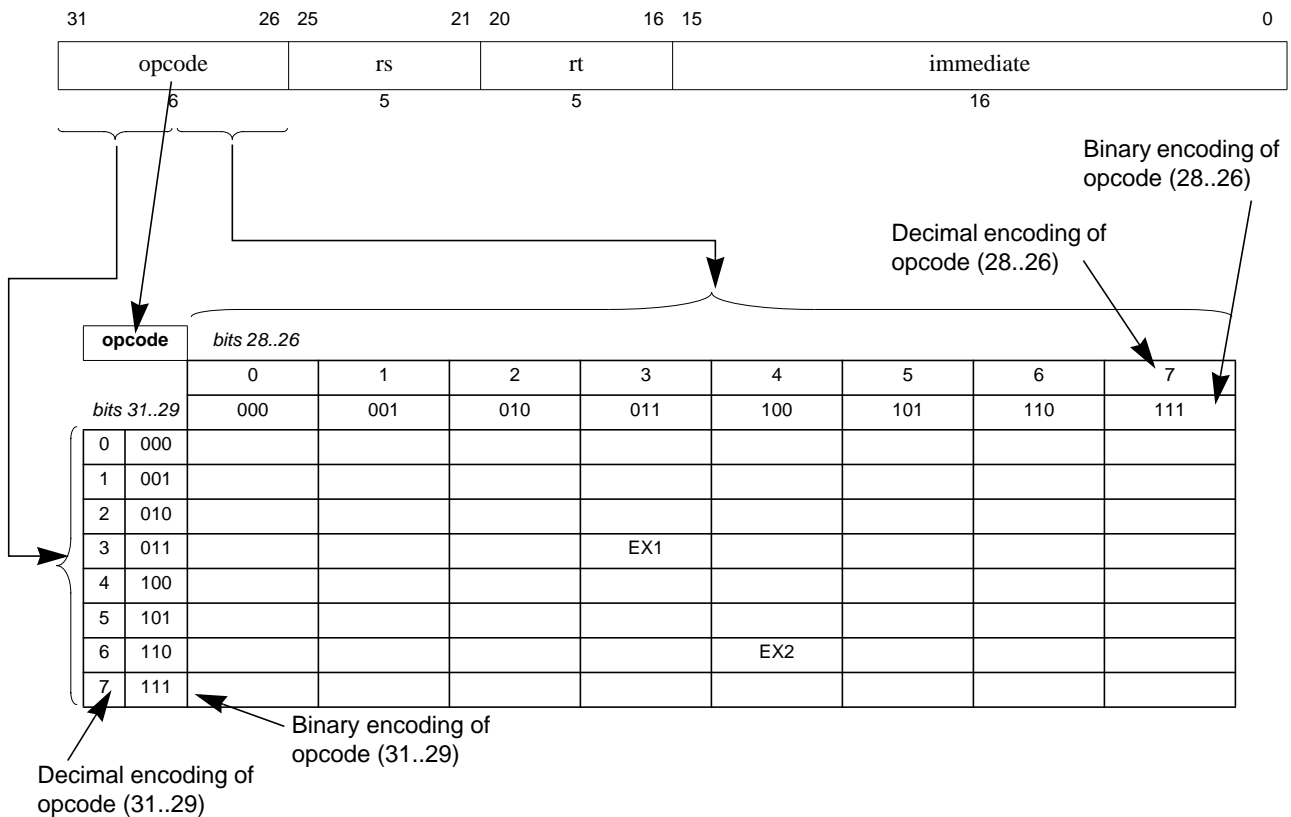 31 26 25 21 20 16 15 0
opcode rs rt immediate
6 5 5 16
Binary encoding of
opcode (28..26)
Decimal encoding of
opcode (28..26)
opcode bits 28..26
0 1 2 3 4 5 6 7
bits 31..29 000 001 010 011 100 101 110 111
0 000
1 001
2 010
3 011 EX1
4 100
5 101
6 110 EX2
7 111
Binary encoding of
opcode (31..29)
Decimal encoding of
opcode (31..29)